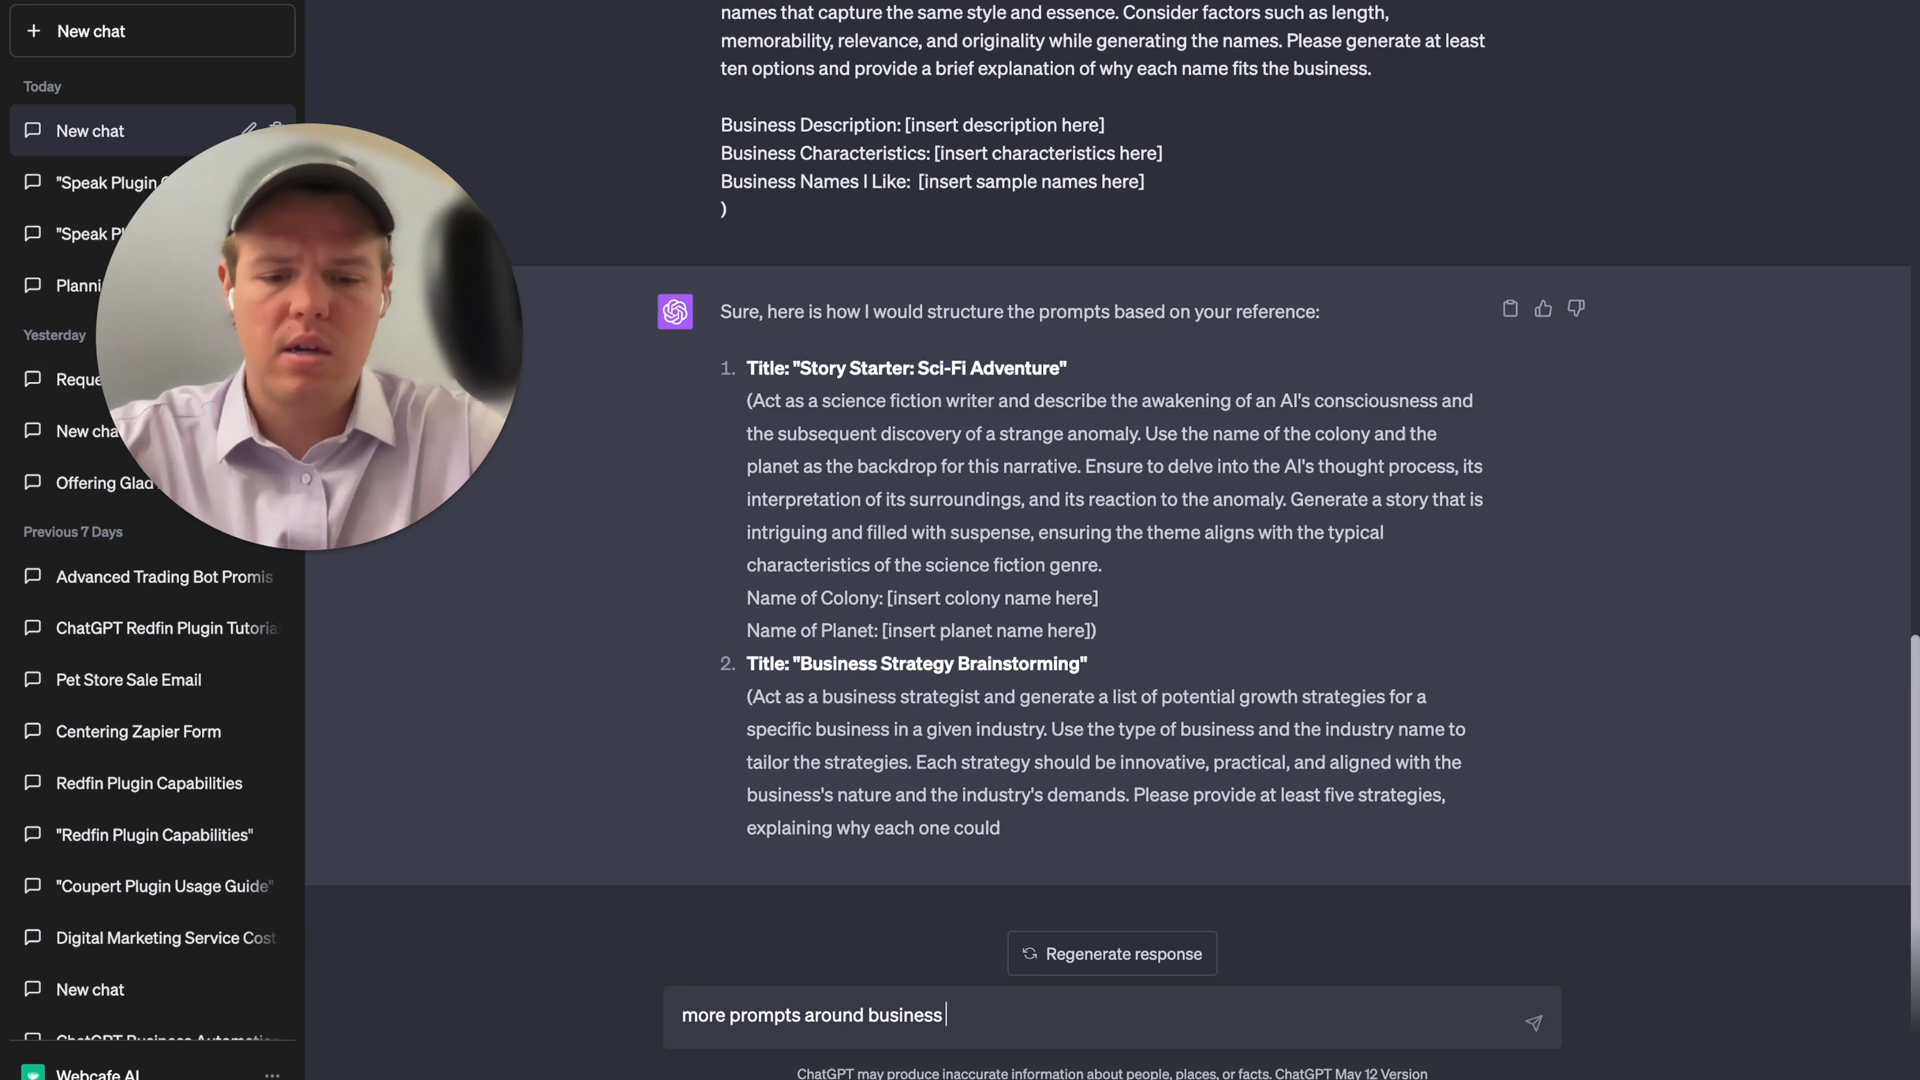 New chat
Today
New chat
"Speak Plugin
"Speak Pl
Planni
Yesterday
Reque
New cha
Offering Glad
Previous 7 Days
Advanced Trading Bot Promis
ChatGPT Redfin Plugin Tutoria
Pet Store Sale Email
Centering Zapier Form
Redfin Plugin Capabilities
"Redfin Plugin Capabilities"
"Coupert Plugin Usage Guide"
Digital Marketing Service Cost
New chat
ChatGPT Business Automation
Webcafe AI
names that capture the same style and essence. Consider factors such as length,
memorability, relevance, and originality while generating the names. Please generate at least
ten options and provide a brief explanation of why each name fits the business.
Business Description: [insert description here]
Business Characteristics: [insert characteristics here]
Business Names I Like: [insert sample names here]
)
Sure, here is how I would structure the prompts based on your reference:
1. Title: "Story Starter: Sci-Fi Adventure"
(Act as a science fiction writer and describe the awakening of an AI's consciousness and
the subsequent discovery of a strange anomaly. Use the name of the colony and the
planet as the backdrop for this narrative. Ensure to delve into the AI's thought process, its
interpretation of its surroundings, and its reaction to the anomaly. Generate a story that is
intriguing and filled with suspense, ensuring the theme aligns with the typical
characteristics of the science fiction genre.
Name of Colony: [insert colony name here]
Name of Planet: [insert planet name here])
2. Title: "Business Strategy Brainstorming"
(Act as a business strategist and generate a list of potential growth strategies for a
specific business in a given industry. Use the type of business and the industry name to
tailor the strategies. Each strategy should be innovative, practical, and aligned with the
business's nature and the industry's demands. Please provide at least five strategies,
explaining why each one could
Regenerate response
more prompts around business
ChatGPT may produce inaccurate information about people, places, or facts. ChatGPT May 12 Version